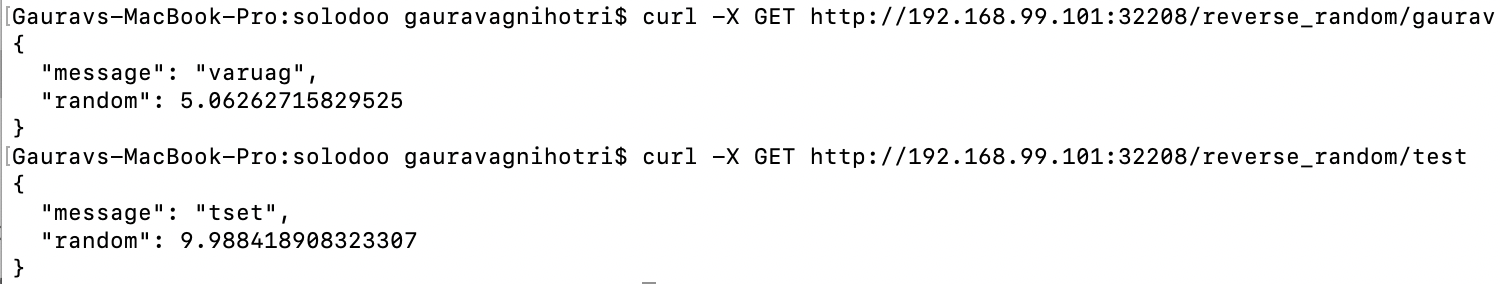 [Gauravs-MacBook-Pro:solodoo gauravagnihotri$ curl -X GET http://192.168.99.101:32208/reverse_random/gaurav
{
  "message": "varuag",
  "random": 5.06262715829525
}
[Gauravs-MacBook-Pro:solodoo gauravagnihotri$ curl -X GET http://192.168.99.101:32208/reverse_random/test
{
  "message": "tset",
  "random": 9.988418908323307
}